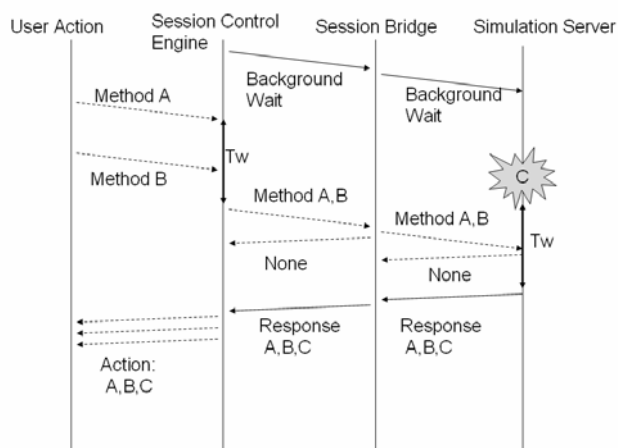 User Action
Session Control
Engine
Session Bridge
Simulation Server
Background
Wait
Background
Wait
Method A
Tw
C
Method B
Method A,B
Method A,B
Tw
None
None
Response
A,B,C
Response
A,B,C
Action:
A,B,C